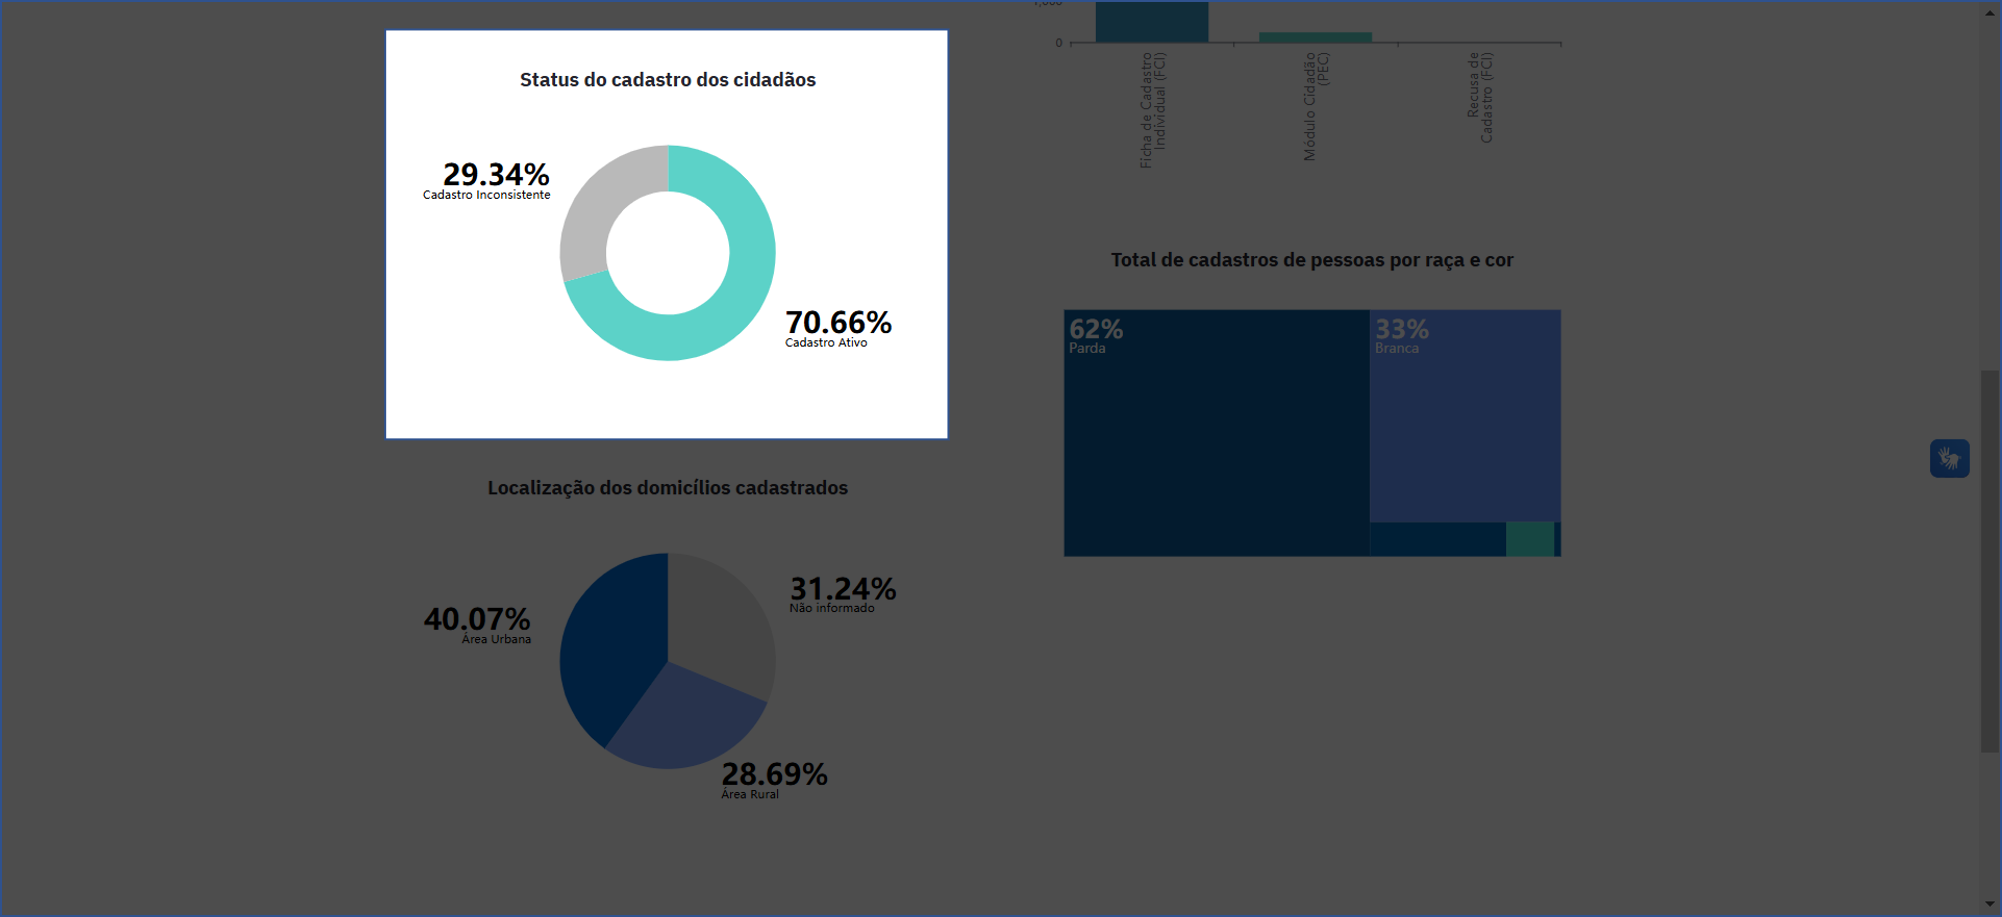 Status do cadastro dos cidadãos
29.34%
Cadastro Inconsistente
70.66%
Cadastro Ativo
Localização dos domicílios cadastrados
40.07%
Área Urbana
31.24%
Não informado
28.69%
Área Rural
0
Ficha de Cadastro
Individual (FCI)
Módulo Cidadão
(PEC)
Recusa de
Cadastro (FCI)
Total de cadastros de pessoas por raça e cor
62%
Parda
33%
Branca